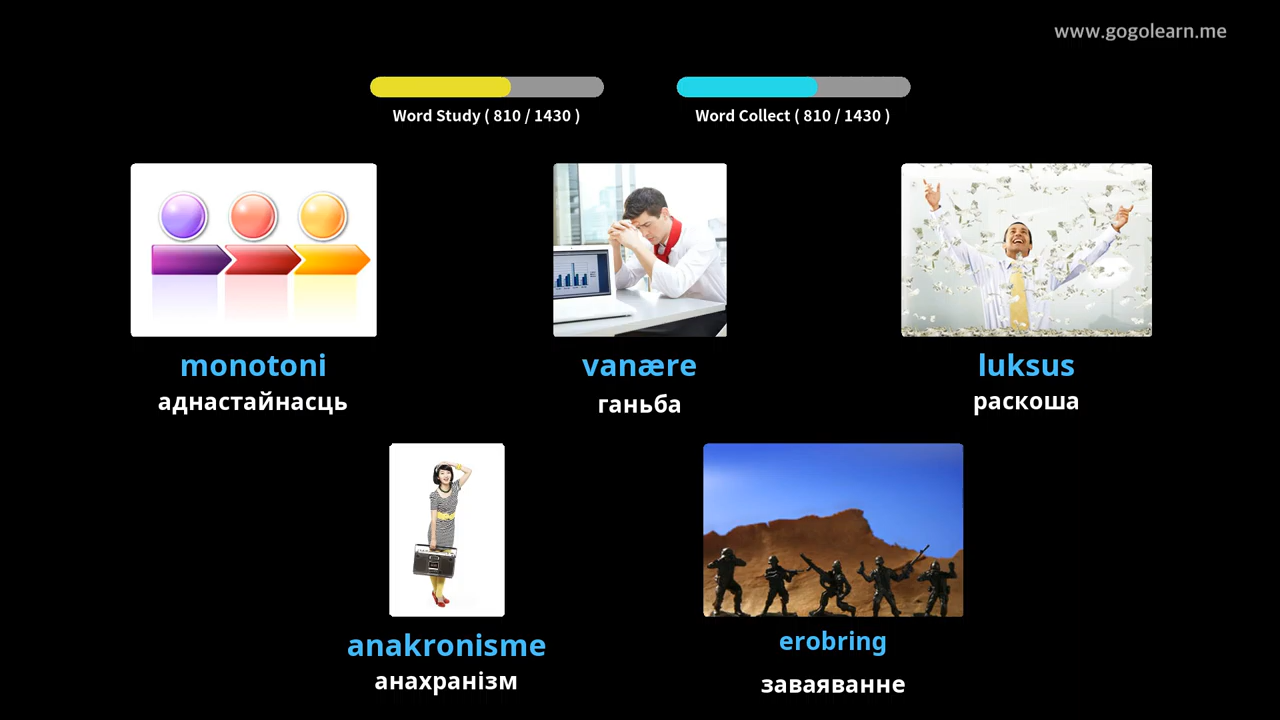 www.gogolearn.me
Word Study ( 810 / 1430 )
Word Collect ( 810 / 1430 )
monotoni
аднастайнасць
vanære
ганьба
luksus
раскоша
anakronisme
анахранізм
erobring
заваяванне